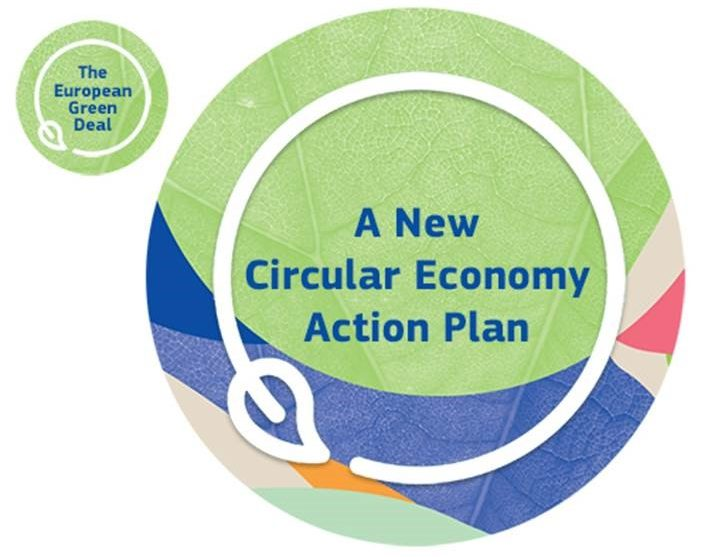 The
European
Green
Deal
A New
Circular Economy
Action Plan